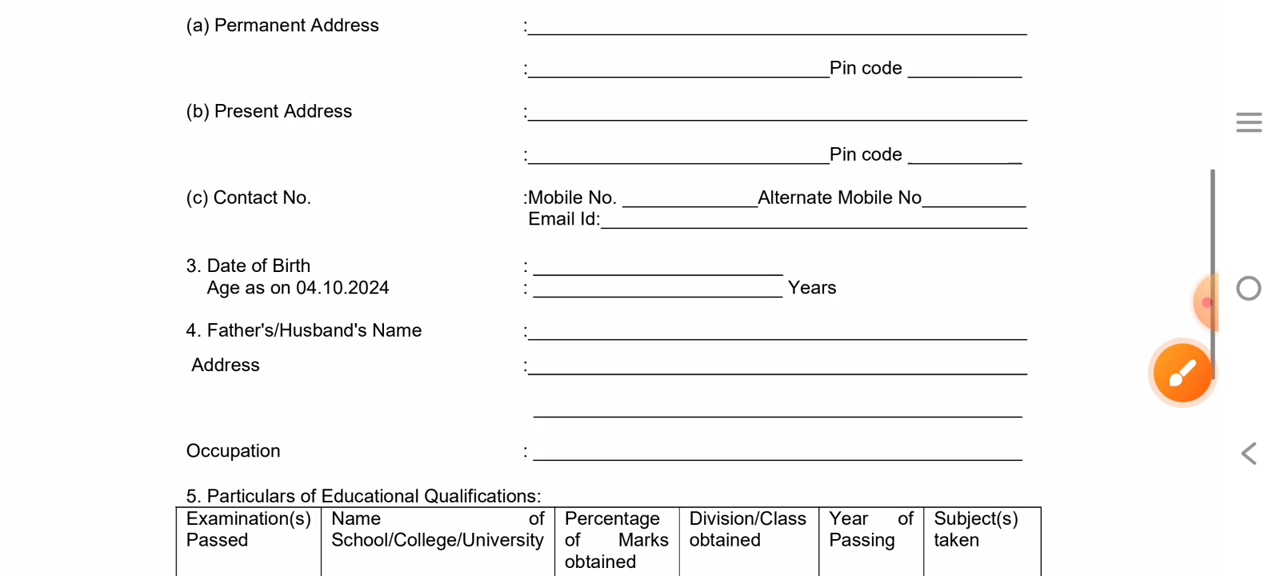 (a) Permanent Address :
: Pin code
(b) Present Address :
: Pin code
(c) Contact No. :Mobile No. Alternate Mobile No
Email Id:
3. Date of Birth :
Age as on 04.10.2024 : Years
4. Father's/Husband's Name :
Address :
Occupation :
5. Particulars of Educational Qualifications:
Examination(s) Name of Percentage Division/Class Year of Subject(s)
Passed School/College/University of Marks obtained Passing taken
obtained